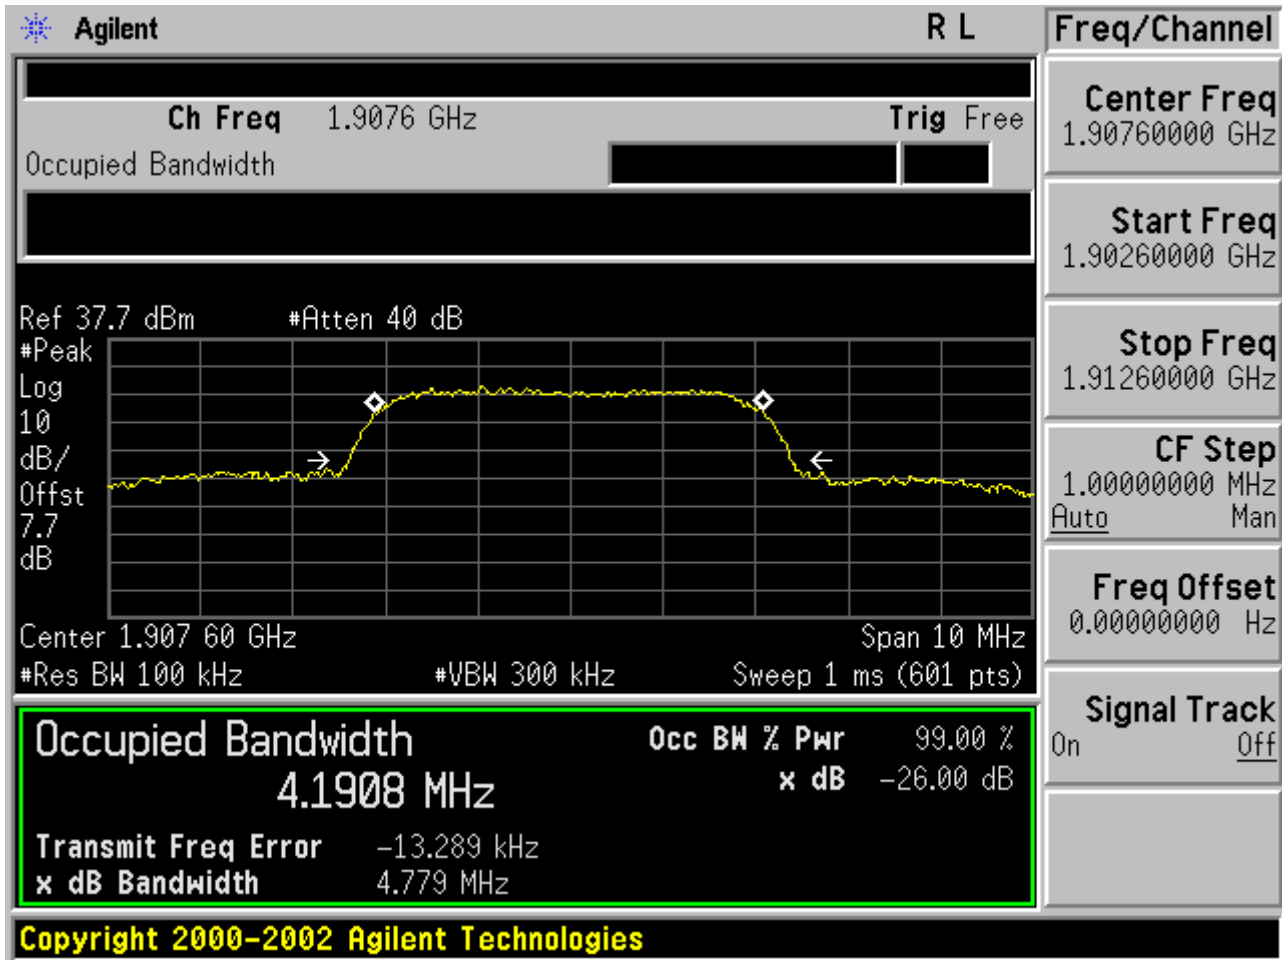 Agilent R L Freq/Channel
Ch Freq 1.9076 GHz Trig Free
Occupied Bandwidth
Center Freq
1.90760000 GHz
Start Freq
1.90260000 GHz
Stop Freq
1.91260000 GHz
CF Step
1.00000000 MHz
Auto Man
Freq Offset
0.00000000 Hz
Signal Track
On Off
Ref 37.7 dBm #Atten 40 dB
#Peak
Log
10
dB/
Offst
7.7
dB
Center 1.907 60 GHz Span 10 MHz
#Res BW 100 kHz #VBW 300 kHz Sweep 1 ms (601 pts)
Occupied Bandwidth Occ BW % Pwr 99.00 %
4.1908 MHz x dB -26.00 dB
Transmit Freq Error -13.289 kHz
x dB Bandwidth 4.779 MHz
Copyright 2000-2002 Agilent Technologies